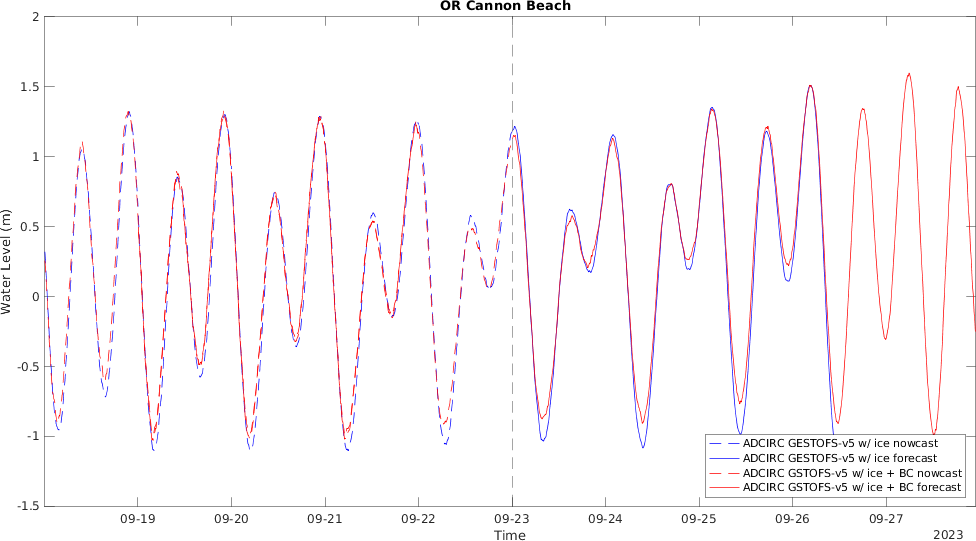 OR Cannon Beach
2
1.5
1
0.5
0
-0.5
-1
-1.5
Water Level (m)
09-19 09-20 09-21 09-22 09-23 09-24 09-25 09-26 09-27
Time
2023
ADCIRC GESTOFS-v5 w/ ice nowcast
ADCIRC GESTOFS-v5 w/ ice forecast
ADCIRC GSTOFS-v5 w/ ice + BC nowcast
ADCIRC GSTOFS-v5 w/ ice + BC forecast